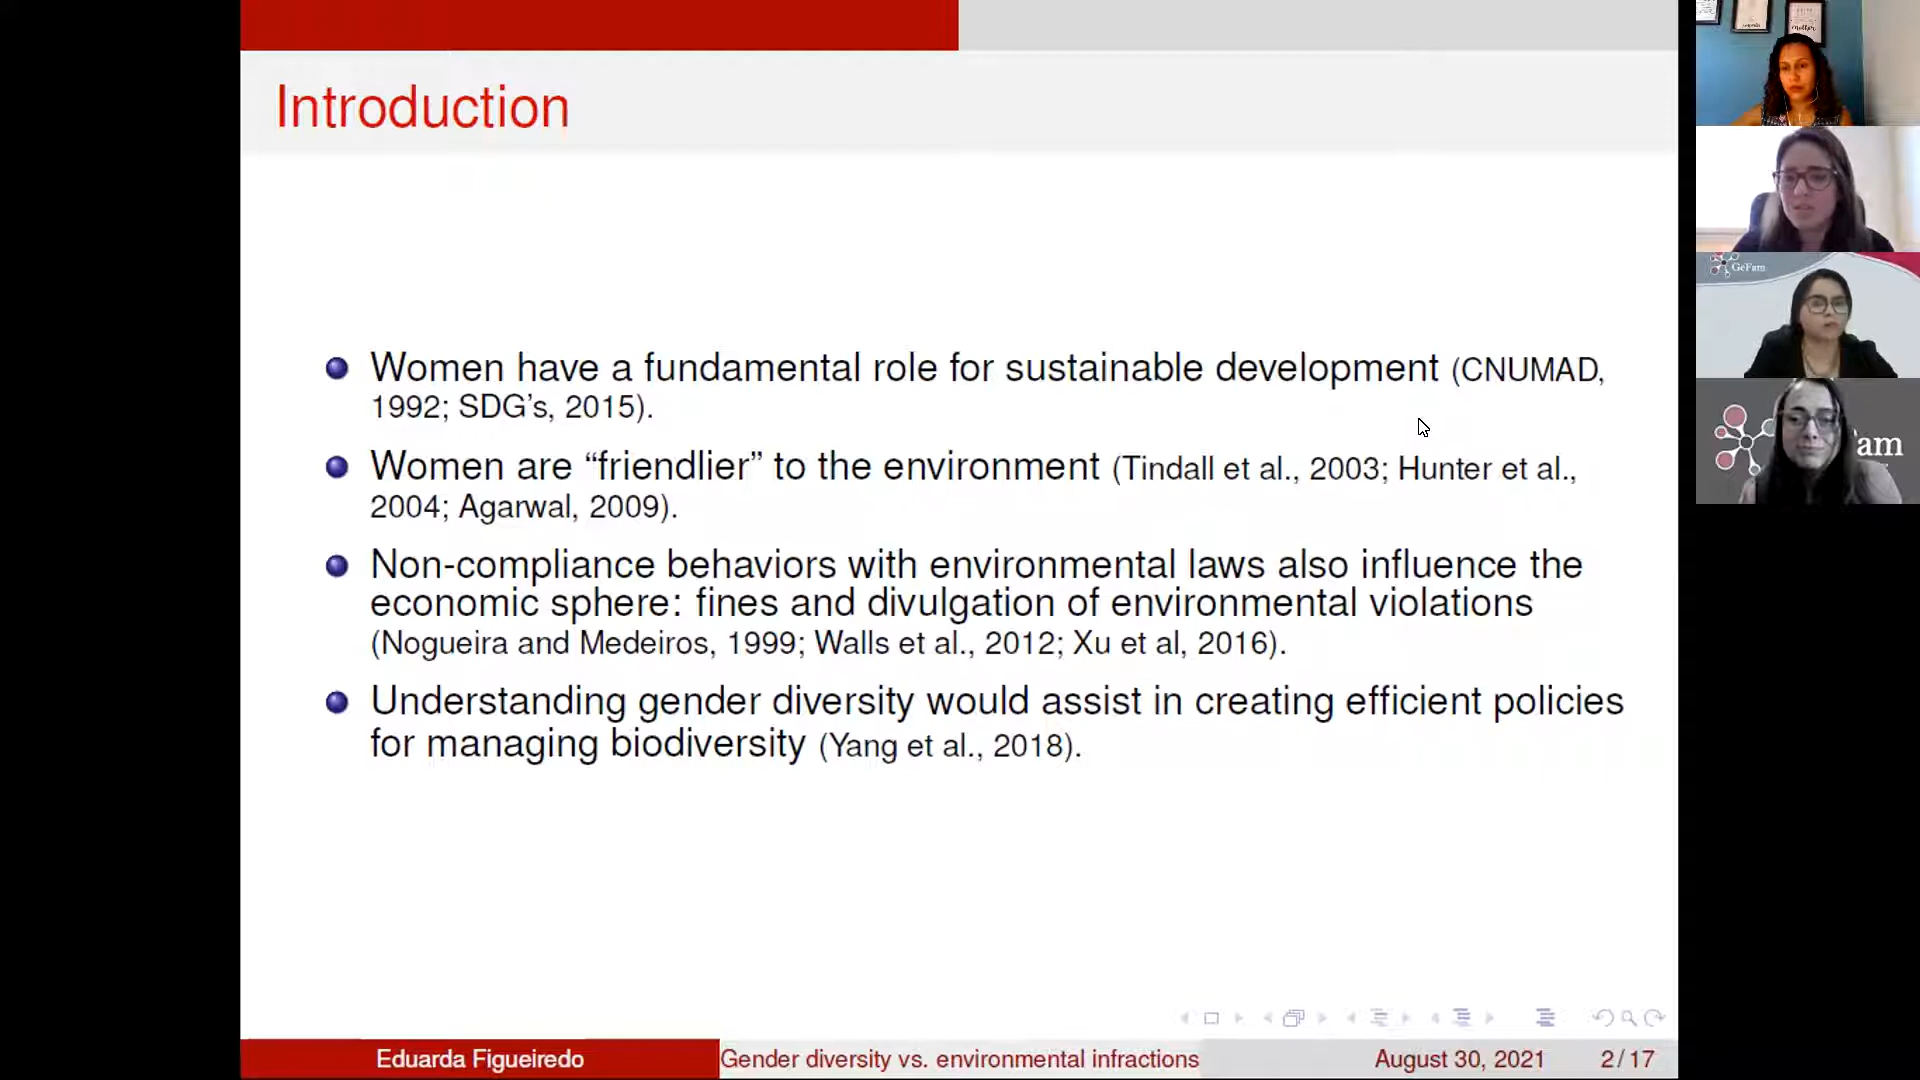 Introduction
Women have a fundamental role for sustainable development (CNUMAD,
1992; SDG's, 2015).
Women are “friendlier” to the environment (Tindall et al., 2003; Hunter et al.,
2004; Agarwal, 2009).
Non-compliance behaviors with environmental laws also influence the
economic sphere: fines and divulgation of environmental violations
(Nogueira and Medeiros, 1999; Walls et al., 2012; Xu et al, 2016).
Understanding gender diversity would assist in creating efficient policies
for managing biodiversity (Yang et al., 2018).
Eduarda Figueiredo
Gender diversity vs. environmental infractions
August 30, 2021
2 / 17
GeFam
am